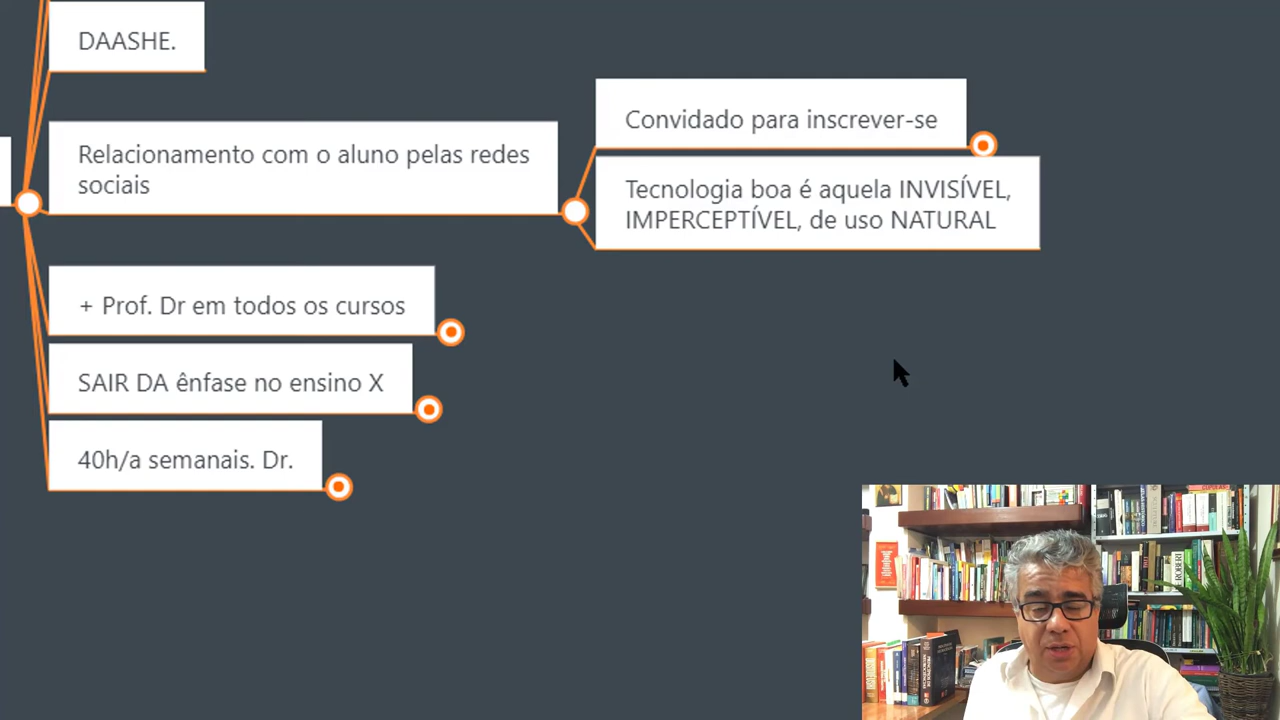 DAASHE.
Relacionamento com o aluno pelas redes
sociais
Convidado para inscrever-se
Tecnologia boa é aquela INVISÍVEL,
IMPERCEPTÍVEL, de uso NATURAL
+ Prof. Dr em todos os cursos
SAIR DA ênfase no ensino X
40h/a semanais. Dr.